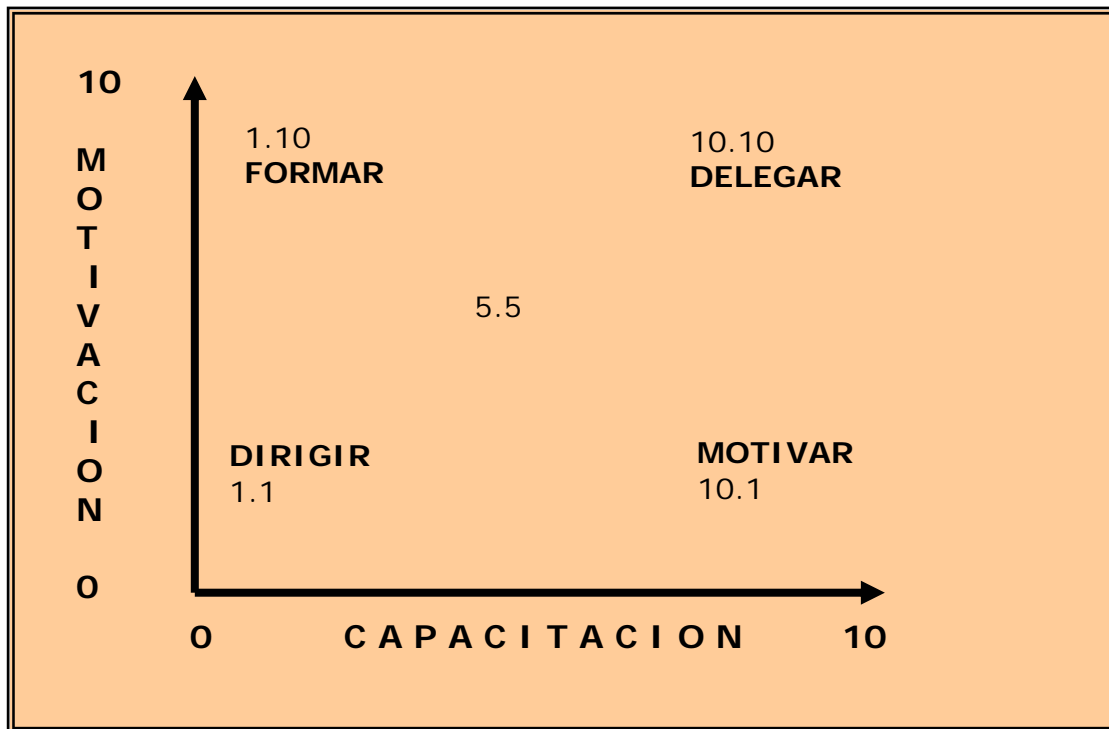 10
MOTIVACION
0
1.10
FORMAR
10.10
DELEGAR
5.5
DIRIGIR
1.1
MOTIVAR
10.1
0 CAPACITACION 10